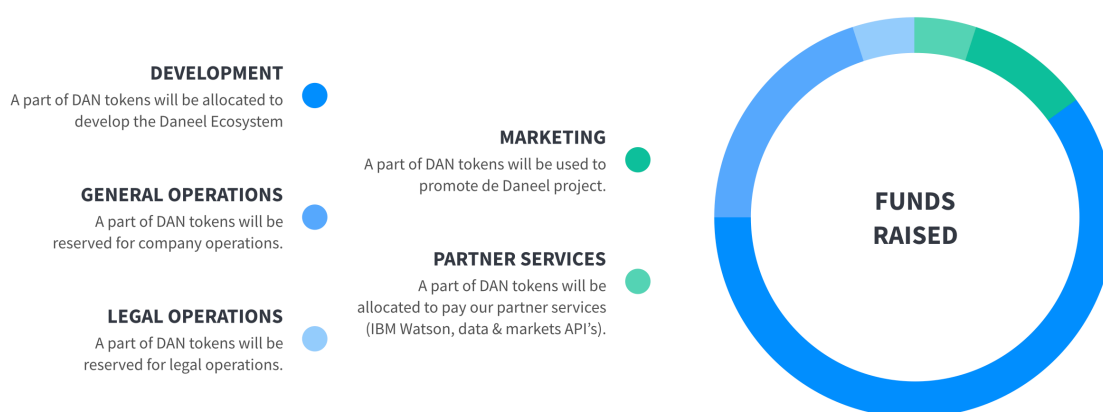 DEVELOPMENT
A part of DAN tokens will be allocated to
develop the Daneel Ecosystem
GENERAL OPERATIONS
A part of DAN tokens will be
reserved for company operations.
LEGAL OPERATIONS
A part of DAN tokens will be
reserved for legal operations.
MARKETING
A part of DAN tokens will be used to
promote de Daneel project.
PARTNER SERVICES
A part of DAN tokens will be
allocated to pay our partner services
(IBM Watson, data & markets API's).
FUNDS
RAISED